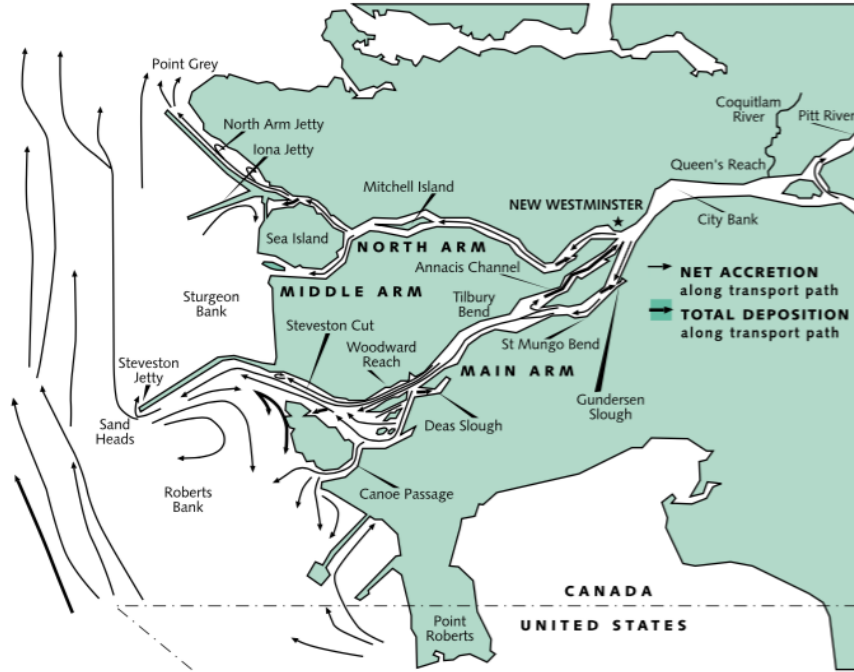 Point Grey
North Arm Jetty
Iona Jetty
Coquitlam
River
Pitt River
Queen's Reach
Mitchell Island
NEW WESTMINSTER
City Bank
Sea Island
NORTH ARM
Annacis Channel
NET ACCRETION
along transport path
MIDDLE ARM
Tilbury
Bend
Sturgeon
Bank
TOTAL DEPOSITION
along transport path
Steveston Cut
Woodward
Reach
St Mungo Bend
Steveston
Jetty
MAIN ARM
Gundersen
Slough
Sand
Heads
Deas Slough
Roberts
Bank
Canoe Passage
CANADA
UNITED STATES
Point
Roberts